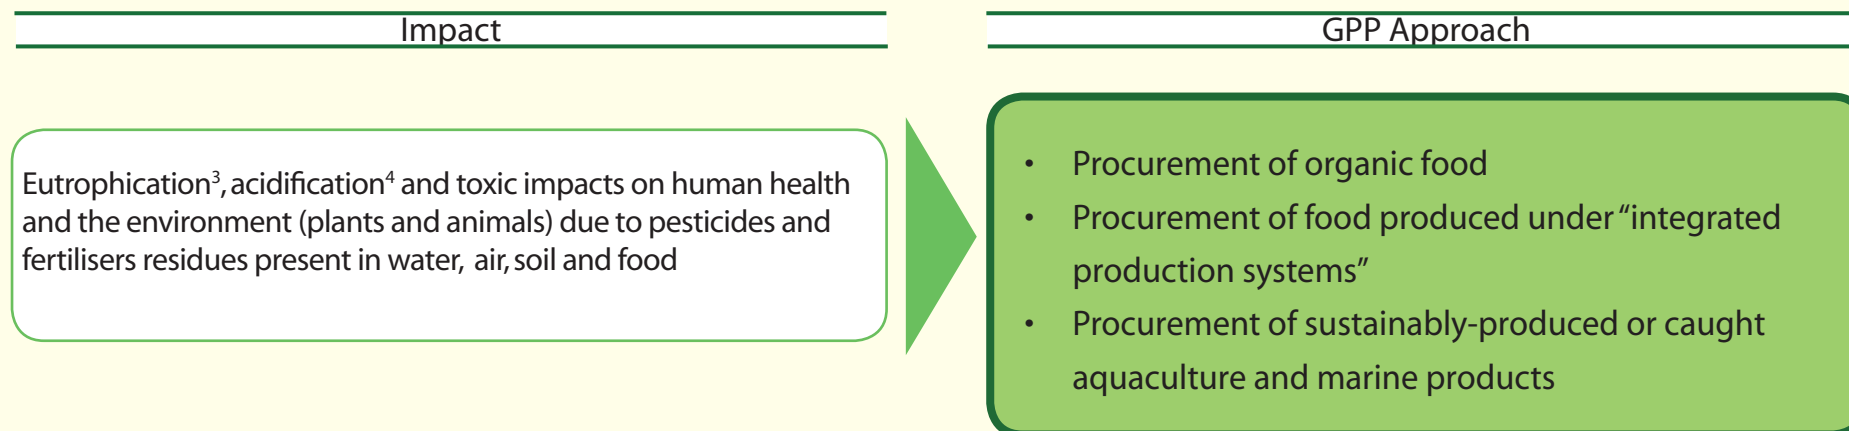 Impact
GPP Approach
Eutrophication³, acidification⁴ and toxic impacts on human health
and the environment (plants and animals) due to pesticides and
fertilisers residues present in water, air, soil and food
• Procurement of organic food
• Procurement of food produced under “integrated
production systems”
• Procurement of sustainably-produced or caught
aquaculture and marine products